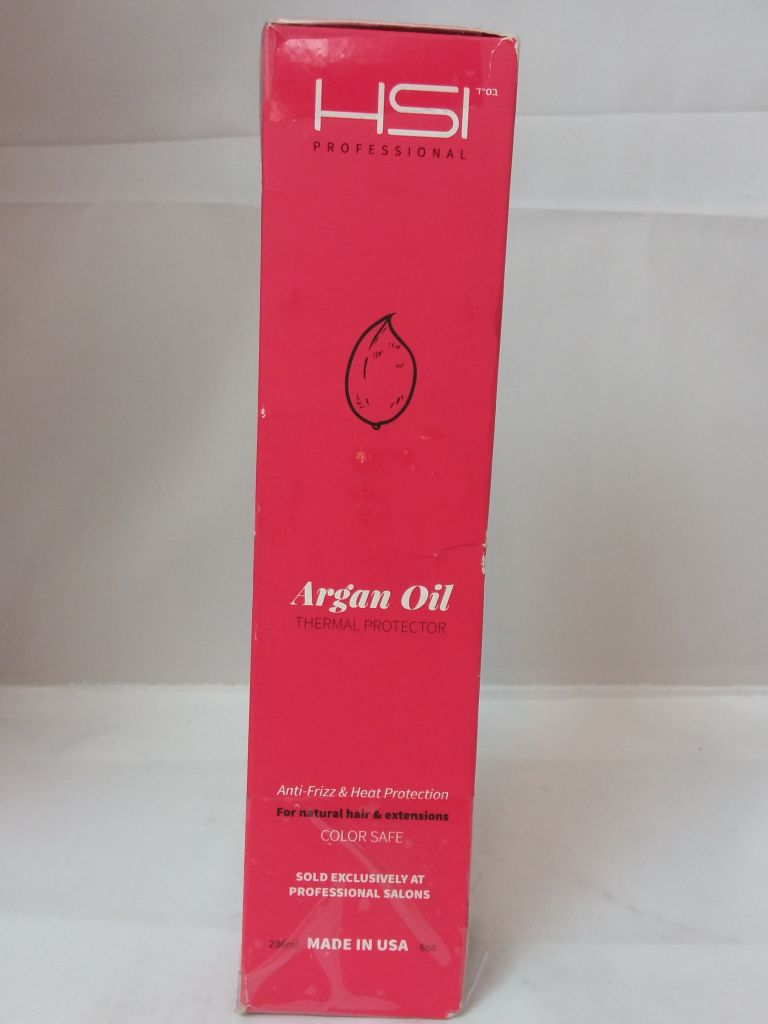 HSI בס״ד
PROFESSIONAL
Argan Oil
THERMAL PROTECTOR
Anti-Frizz & Heat Protection
For natural hair & extensions
COLOR SAFE
SOLD EXCLUSIVELY AT
PROFESSIONAL SALONS
236ml MADE IN USA 8oz